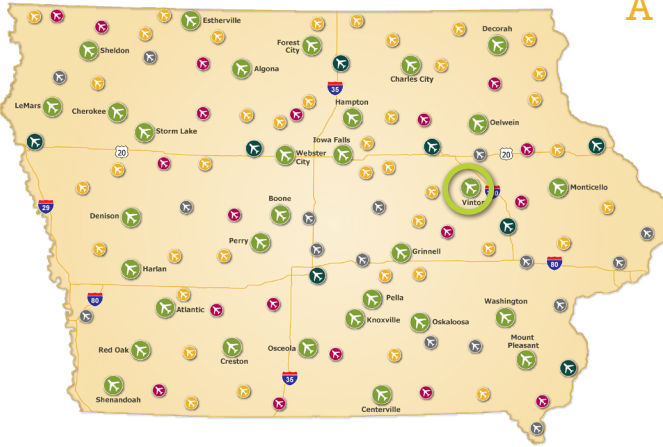 A
Estherville
Decorah
Forest
City
Sheldon
Algona
Charles City
35
LeMars
Cherokee
Hampton
Storm Lake
Oelwein
20
Iowa Falls
Webster
City
20
Vinton
Monticello
29
Boone
Denison
Perry
Grinnell
Harlan
80
80
Pella
Atlantic
Washington
Knoxville
Oskaloosa
Mount
Pleasant
Red Oak
Creston
Osceola
35
Shenandoah
Centerville